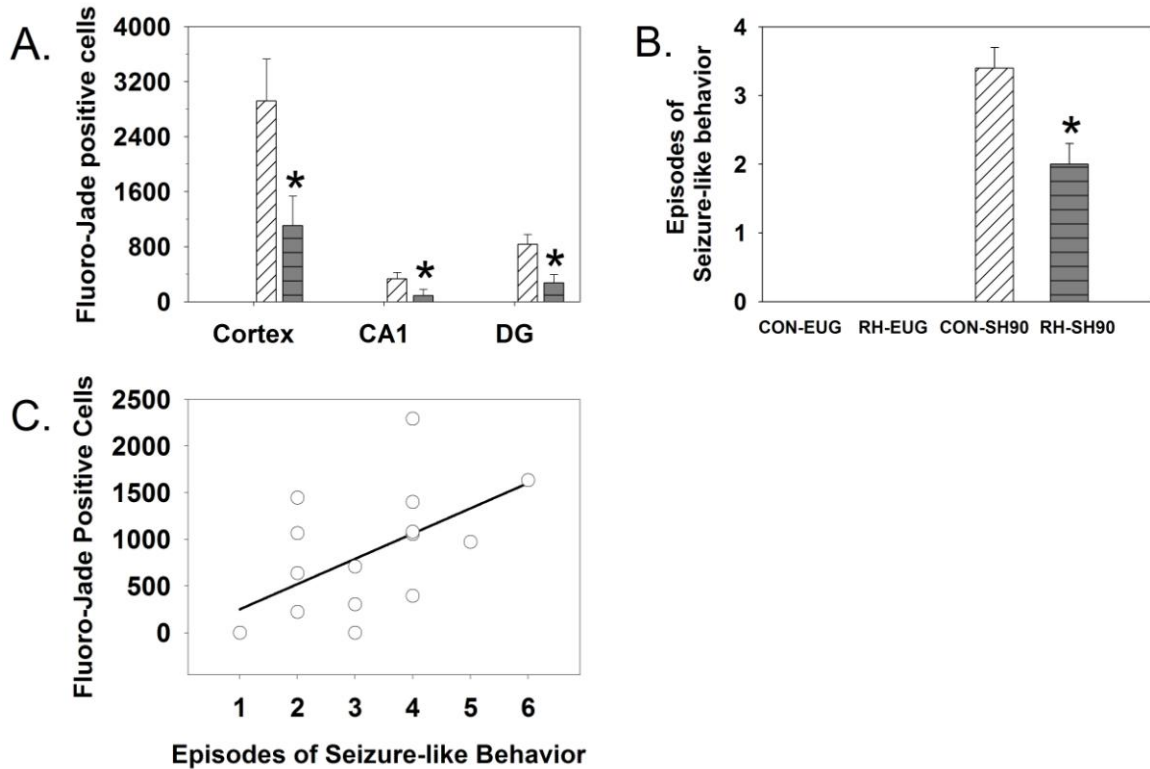 A.
Fluoro-Jade positive cells
4000
3200
2400
1600
800
0
*
*
*
Cortex CA1 DG
B.
Episodes of
Seizure-like behavior
4
3
2
1
0
*
CON-EUG RH-EUG CON-SH90 RH-SH90
C.
Fluoro-Jade Positive Cells
2500
2000
1500
1000
500
0
1 2 3 4 5 6
Episodes of Seizure-like Behavior